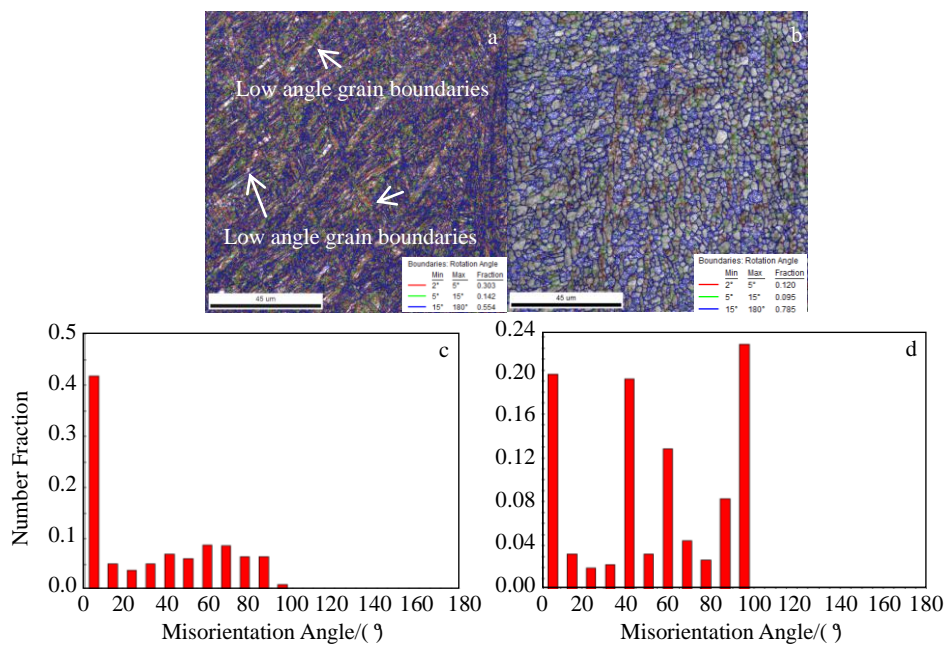 a
b
Low angle grain boundaries
Low angle grain boundaries
Boundaries: Rotation Angle
Min Max Fraction
2° 5° 0.303
5° 15° 0.142
15° 180° 0.554
45 um
Boundaries: Rotation Angle
Min Max Fraction
2° 5° 0.120
5° 15° 0.095
15° 180° 0.785
45 um
c
0.5
0.4
0.3
0.2
0.1
0.0
0 20 40 60 80 100 120 140 160 180
Number Fraction
Misorientation Angle/( °)
d
0.24
0.20
0.16
0.12
0.08
0.04
0.00
0 20 40 60 80 100 120 140 160 180
Misorientation Angle/( °)